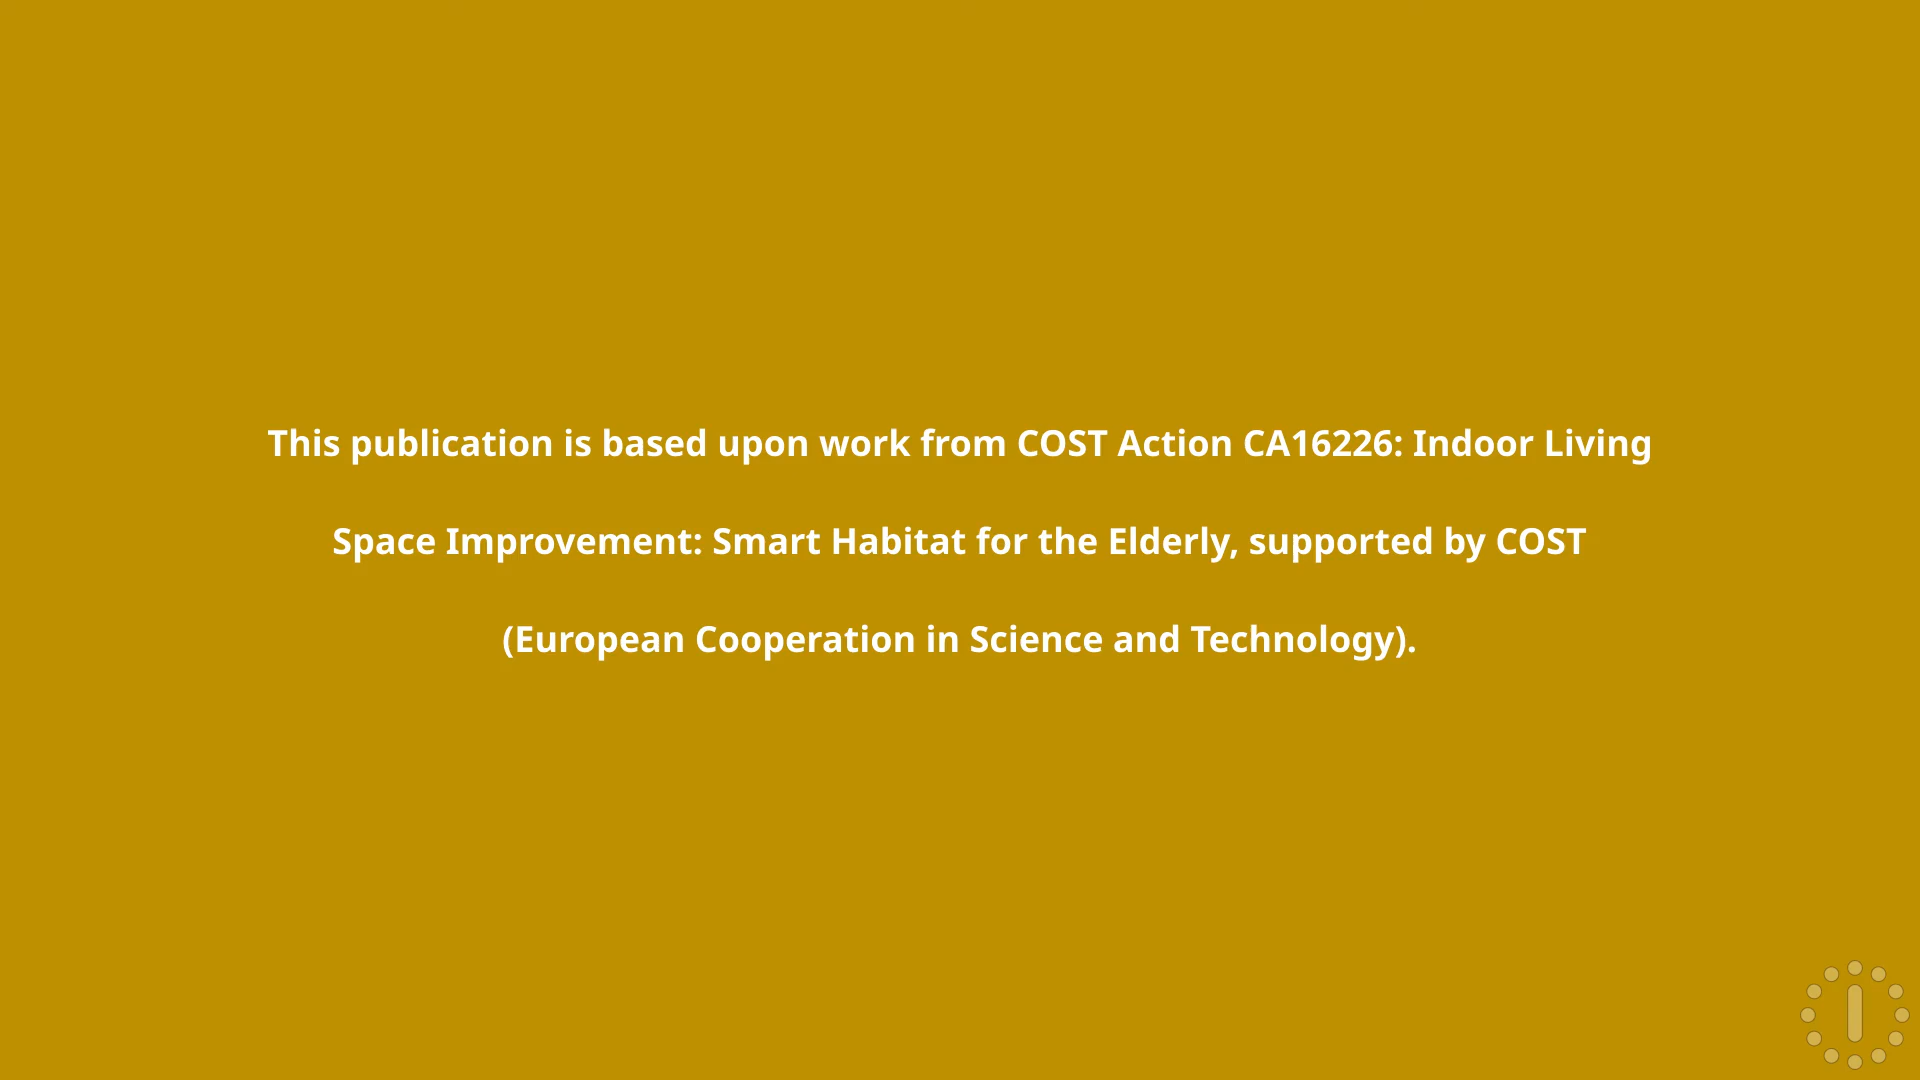 This publication is based upon work from COST Action CA16226: Indoor Living
Space Improvement: Smart Habitat for the Elderly, supported by COST
(European Cooperation in Science and Technology).